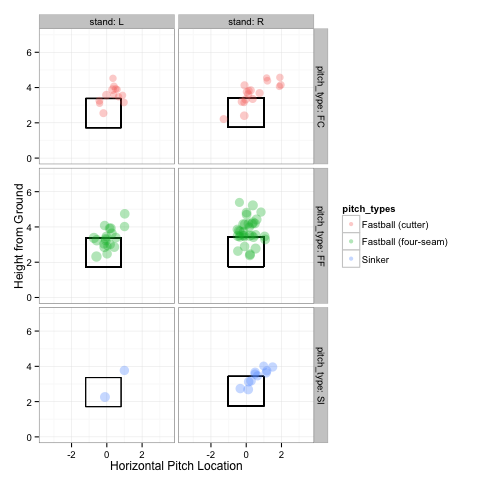 stand: L
stand: R
6
4
2
0
pitch_type: FC
6
4
2
0
pitch_type: FF
6
4
2
0
pitch_type: SI
-2
0
2
-2
0
2
Height from Ground
Horizontal Pitch Location
pitch_types
Fastball (cutter)
Fastball (four-seam)
Sinker